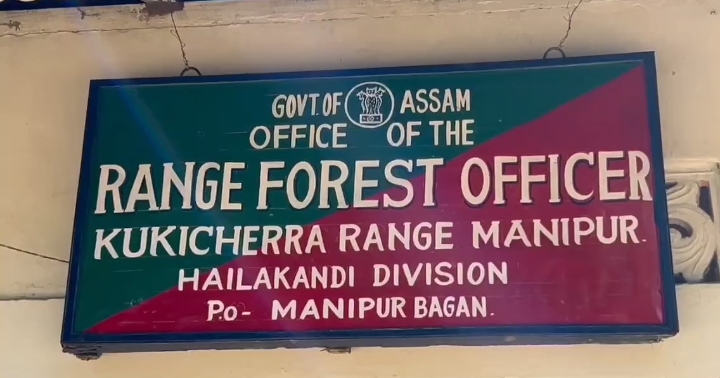 GOVT. OF ASSAM
OFFICE OF THE
RANGE FOREST OFFICER
KUKICHERRA RANGE MANIPUR.
HAILAKANDI DIVISION
P.o- MANIPUR BAGAN.